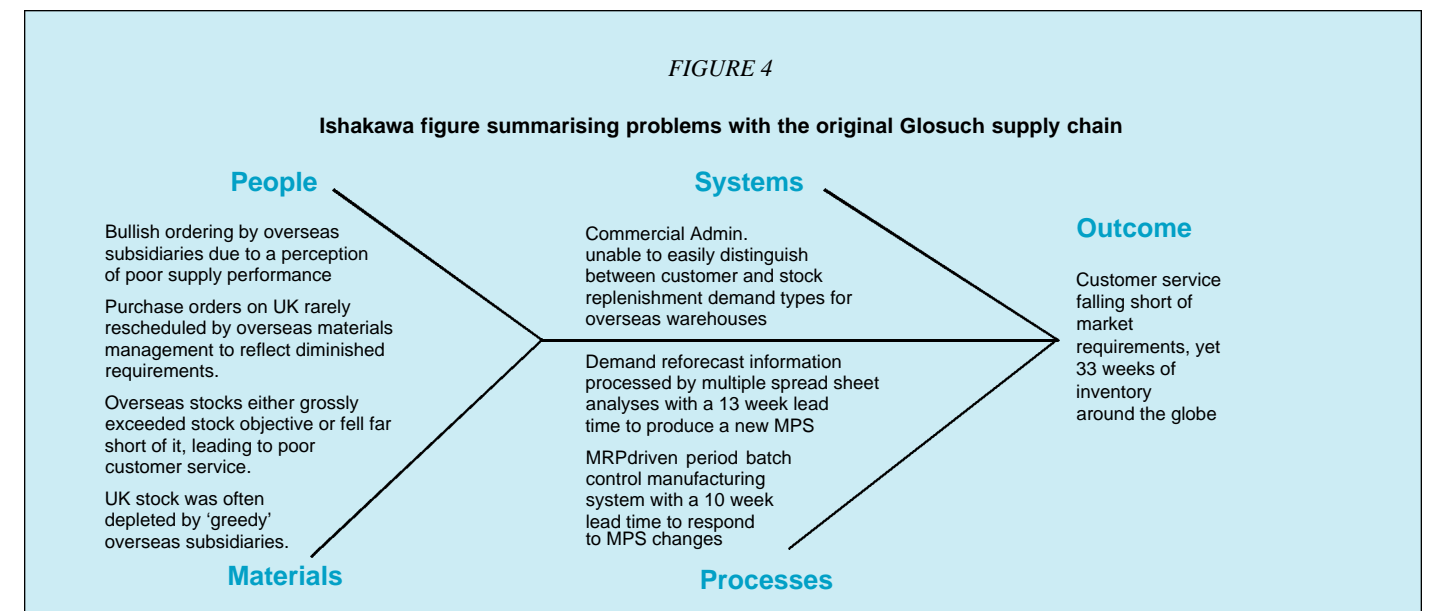 FIGURE 4
Ishakawa figure summarising problems with the original Glosuch supply chain
People
Bullish ordering by overseas
subsidiaries due to a perception
of poor supply performance
Purchase orders on UK rarely
rescheduled by overseas materials
management to reflect diminished
requirements.
Overseas stocks either grossly
exceeded stock objective or fell far
short of it, leading to poor
customer service.
UK stock was often
depleted by ‘greedy’
overseas subsidiaries.
Materials
Systems
Commercial Admin.
unable to easily distinguish
between customer and stock
replenishment demand types for
overseas warehouses
Demand reforecast information
processed by multiple spread sheet
analyses with a 13 week lead
time to produce a new MPS
MRPdriven period batch
control manufacturing
system with a 10 week
lead time to respond
to MPS changes
Processes
Outcome
Customer service
falling short of
market
requirements, yet
33 weeks of
inventory
around the globe